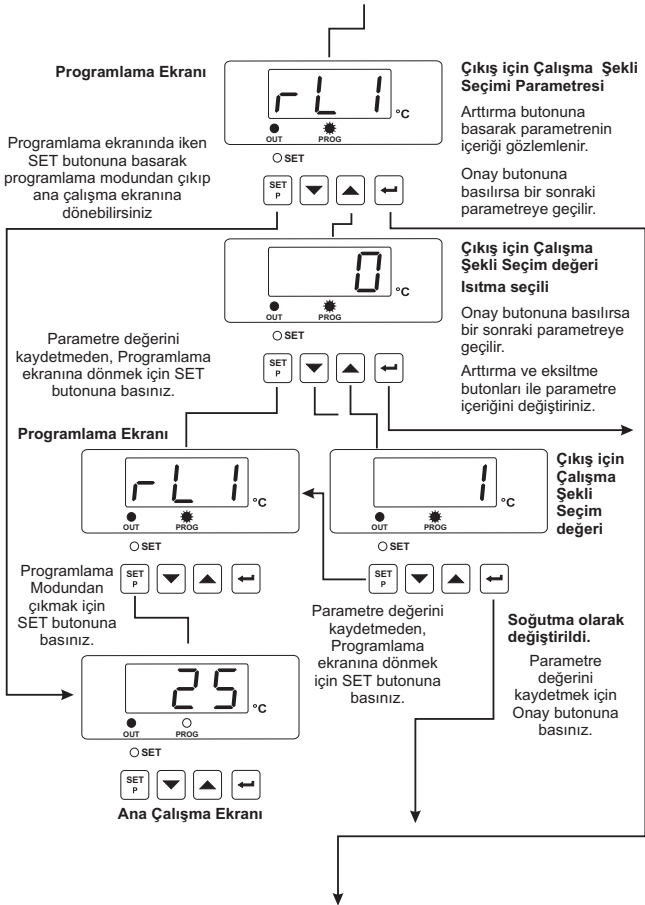 Programlama Ekranı
rL 1
°C
OUT
PROG
SET
SET
P
Çıkış için Çalışma Şekli
Seçimi Parametresi
Arttırma butonuna
basarak parametrenin
içeriği gözlemlenir.
Onay butonuna
basılırsa bir sonraki
parametreye geçilir.
Programlama ekranında iken
SET butonuna basarak
programlama modundan çıkıp
ana çalışma ekranına
dönebilirsiniz
0
°C
OUT
PROG
SET
SET
P
Çıkış için Çalışma
Şekli Seçim değeri
Isıtma seçili
Onay butonuna basılırsa
bir sonraki parametreye
geçilir.
Arttırma ve eksiltme
butonları ile parametre
içeriğini değiştiriniz.
Parametre değerini
kaydetmeden, Programlama
ekranına dönmek için SET
butonuna basınız.
Programlama Ekranı
rL 1
°C
OUT
PROG
SET
SET
P
1
°C
OUT
PROG
SET
SET
P
Çıkış için
Çalışma
Şekli
Seçim
değeri
Programlama
Modundan
çıkmak için
SET butonuna
basınız.
Parametre değerini
kaydetmeden,
Programlama
ekranına dönmek
için SET butonuna
basınız.
Soğutma olarak
değiştirildi.
Parametre
değerini
kaydetmek için
Onay butonuna
basınız.
25
°C
OUT
PROG
SET
SET
P
Ana Çalışma Ekranı